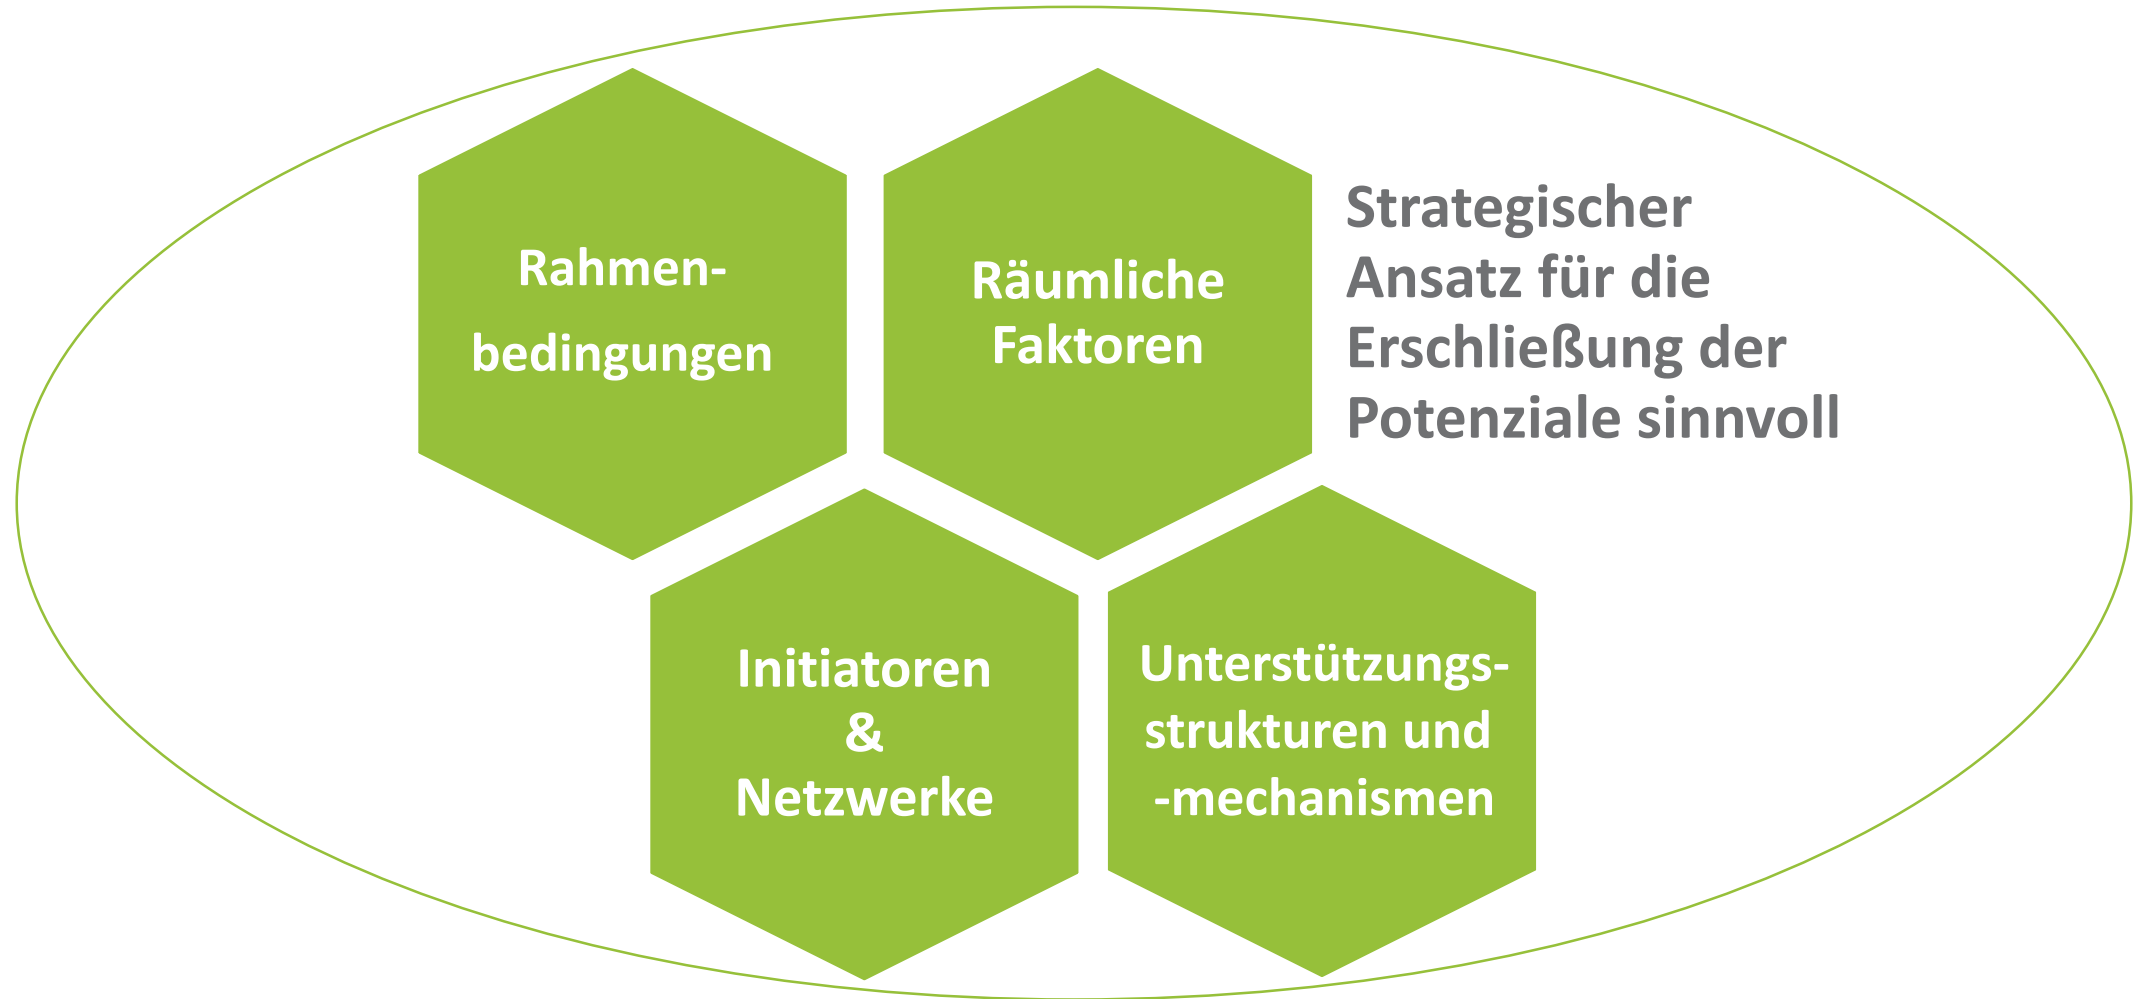 Rahmen-
bedingungen
Räumliche
Faktoren
Strategischer
Ansatz für die
Erschließung der
Potenziale sinnvoll
Initiatoren
&
Netzwerke
Unterstützungs-
strukturen und
-mechanismen